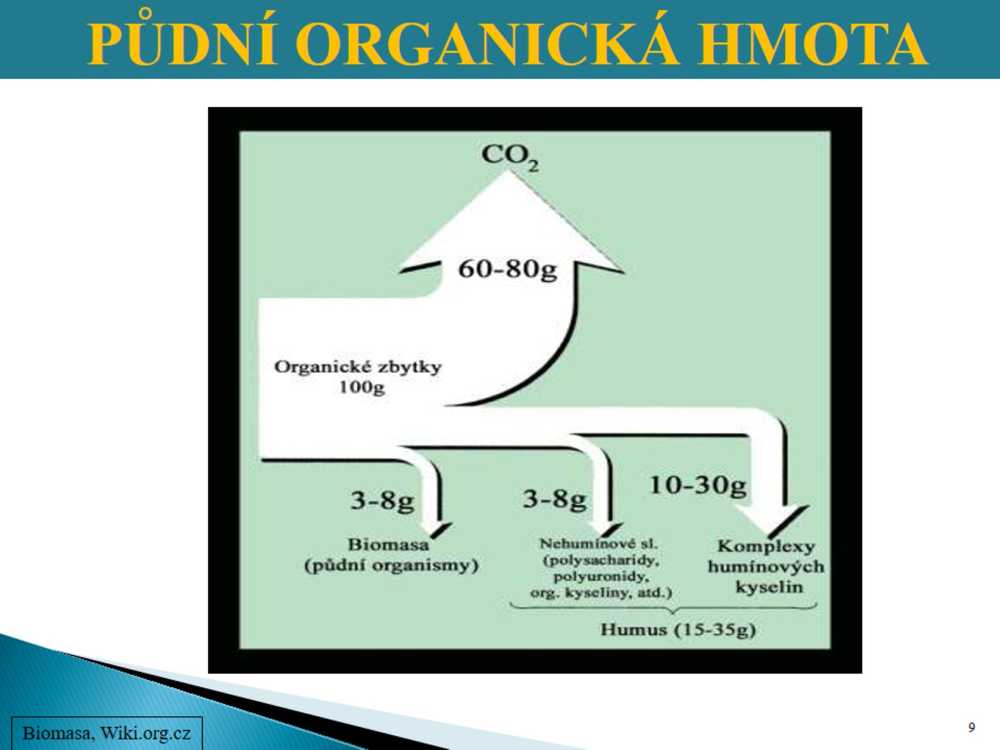 PŮDNÍ ORGANICKÁ HMOTA
CO₂
60-80g
Organické zbytky
100g
3-8g
3-8g
10-30g
Biomasa
(půdní organismy)
Nehumínové sl.
(polysacharidy,
polyuronidy,
org. kyseliny, atd.)
Komplexy
humínových
kyselin
Humus (15-35g)
Biomasa, Wiki.org.cz
9